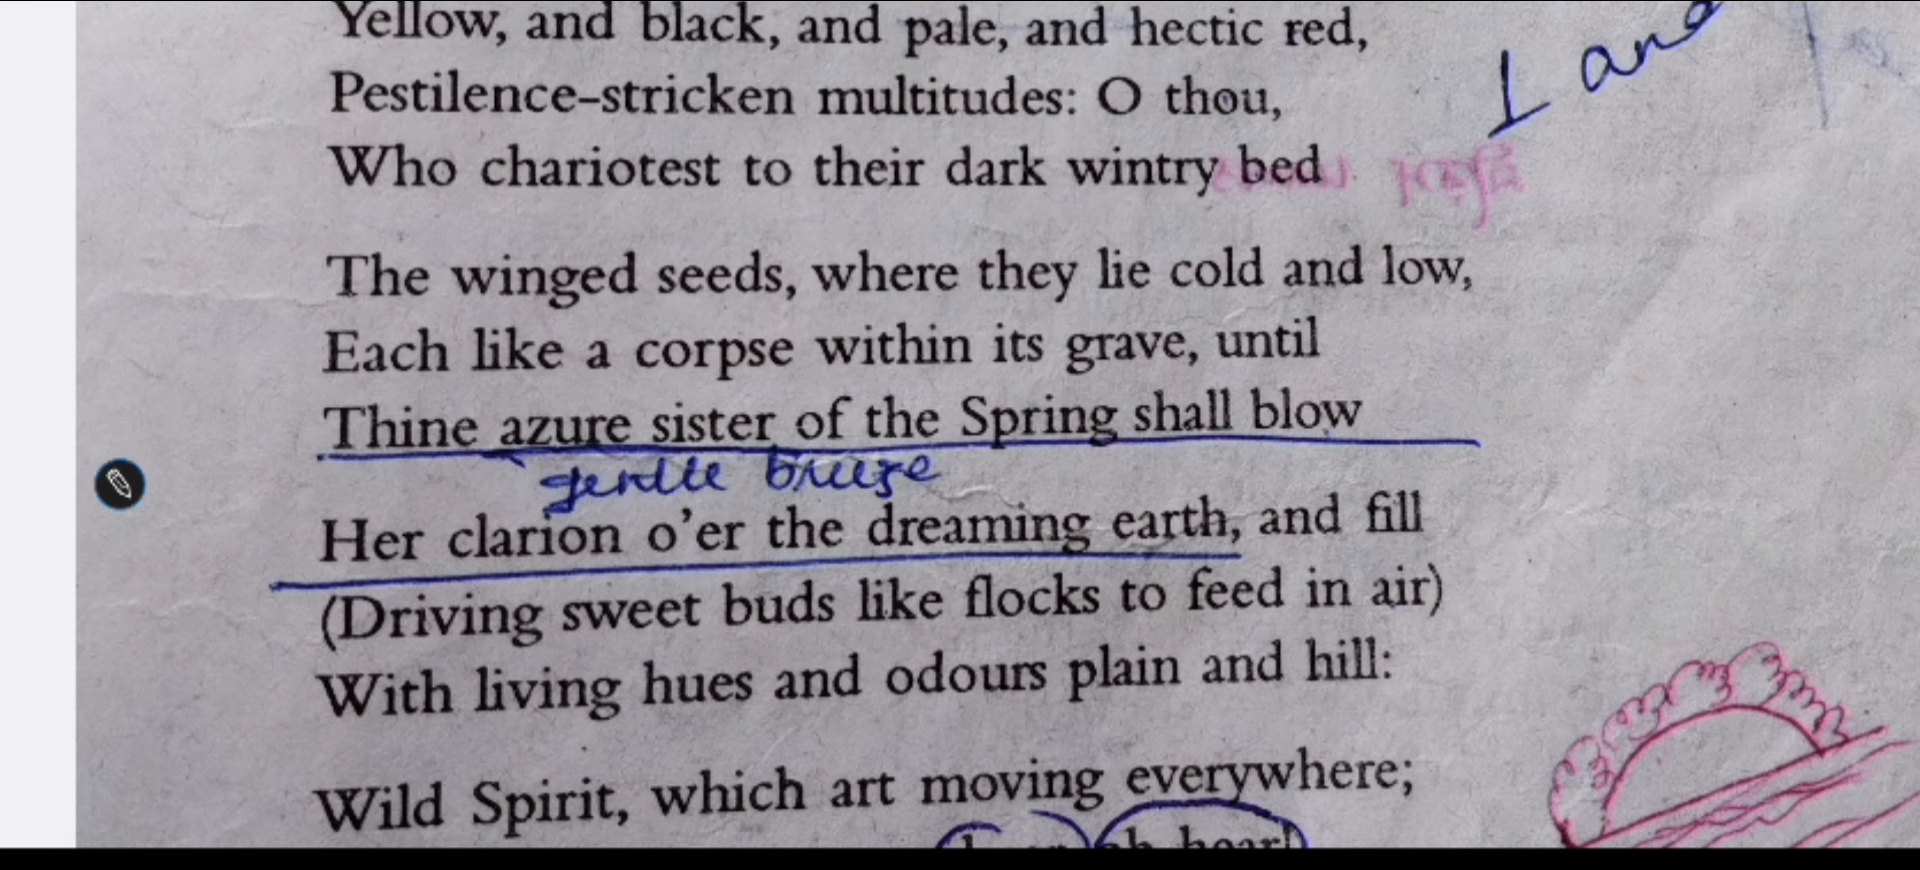 Yellow, and black, and pale, and hectic red,
Pestilence-stricken multitudes: O thou,
I and
Who chariotest to their dark wintry bed
The winged seeds, where they lie cold and low,
Each like a corpse within its grave, until
Thine azure sister of the Spring shall blow
gentle breeze
Her clarion o'er the dreaming earth, and fill
(Driving sweet buds like flocks to feed in air)
With living hues and odours plain and hill:
Wild Spirit, which art moving everywhere;